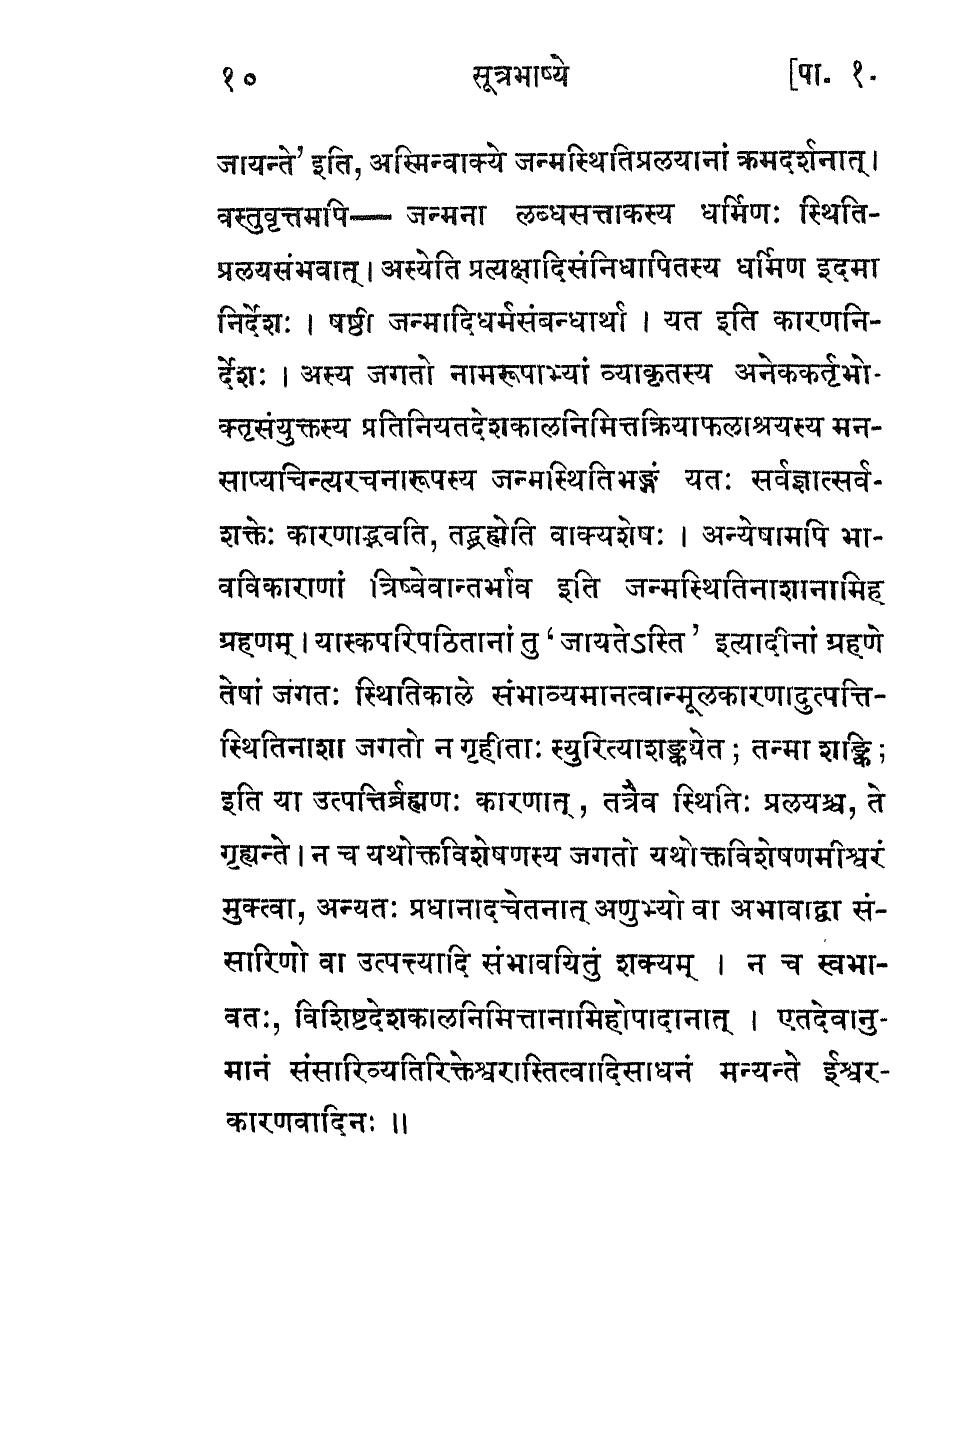 १० सूत्रभाष्ये [पा. १.
जायन्ते’ इति, अस्मिन्वाक्ये जन्मस्थितिप्रलयानां क्रमदर्शनात् ।
वस्तुवृत्तमपि— जन्मना लब्धसत्ताकस्य धर्मिणः स्थिति-
प्रलयसंभवात् । अस्येति प्रत्यक्षादिसंनिधापितस्य धर्मिण इदमा
निर्देशः । षष्ठी जन्मादिधर्मसंबन्धार्था । यत इति कारणनि-
र्देशः । अस्य जगतो नामरूपाभ्यां व्याकृतस्य अनेककर्तृभो-
क्तृसंयुक्तस्य प्रतिनियतदेशकालनिमित्तक्रियाफलाश्रयस्य मन-
साप्यचिन्त्यरचनारूपस्य जन्मस्थितिभङ्गं यतः सर्वज्ञात्सर्व-
शक्तेः कारणाद्भवति, तद्ब्रह्मेति वाक्यशेषः । अन्येषामपि भा-
वविकाराणां त्रिष्वेवान्तर्भाव इति जन्मस्थितिनाशानामिह
ग्रहणम् । यास्कपरिपठितानां तु ‘जायतेऽस्ति’ इत्यादीनां ग्रहणे
तेषां जगतः स्थितिकाले संभाव्यमानत्वान्मूलकारणादुत्पत्ति-
स्थितिनाशा जगतो न गृहीताः स्युरित्याशङ्क्येत ; तन्मा शङ्कि ;
इति या उत्पत्तिर्ब्रह्मणः कारणात् , तत्रैव स्थितिः प्रलयश्च, ते
गृह्यन्ते । न च यथोक्तविशेषणस्य जगतो यथोक्तविशेषणमीश्वरं
मुक्त्वा, अन्यतः प्रधानादचेतनात् अणुभ्यो वा अभावाद्वा सं-
सारिणो वा उत्पत्त्यादि संभावयितुं शक्यम् । न च स्वभा-
वतः, विशिष्टदेशकालनिमित्तानामिहोपादानात् । एतदेवानु-
मानं संसारिव्यतिरिक्तेश्वरास्तित्वादिसाधनं मन्यन्ते ईश्वर-
कारणवादिनः ॥